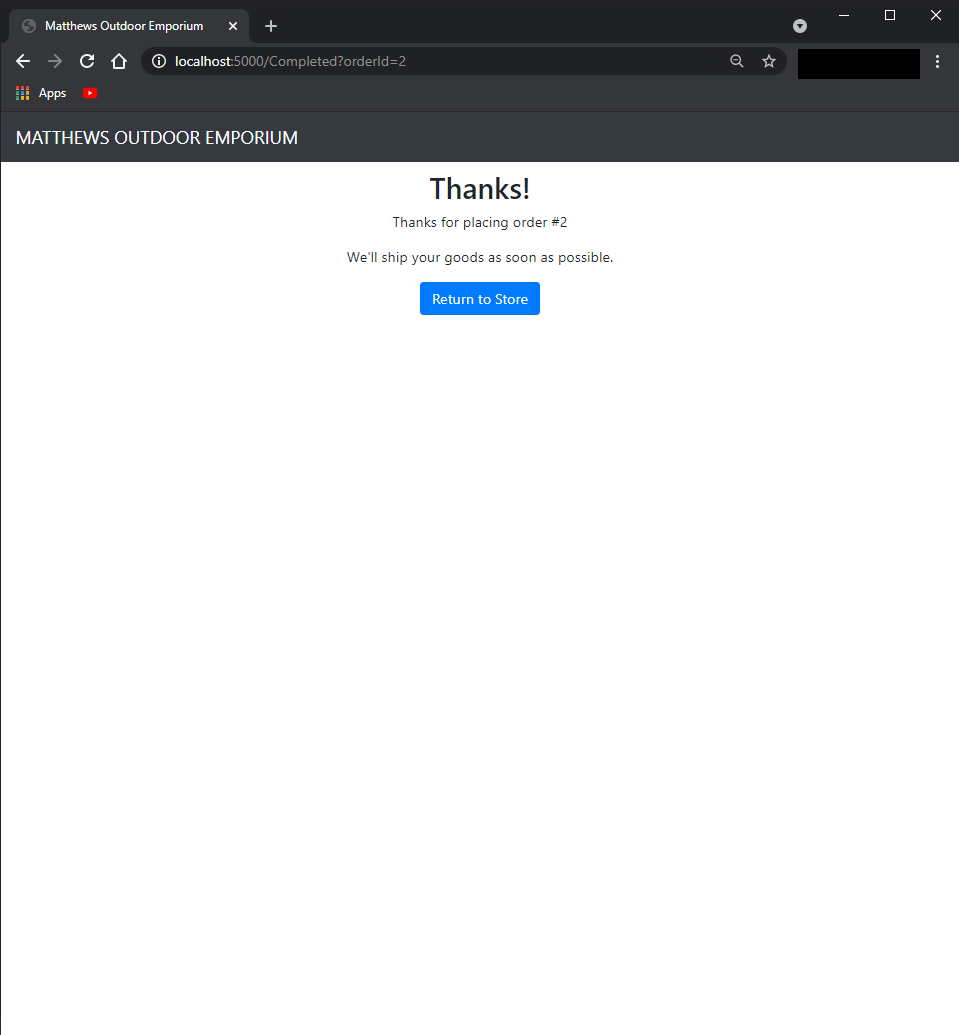 Matthews Outdoor Emporium
localhost:5000/Completed?orderId=2
Apps
MATTHEWS OUTDOOR EMPORIUM
Thanks!
Thanks for placing order #2
We'll ship your goods as soon as possible.
Return to Store